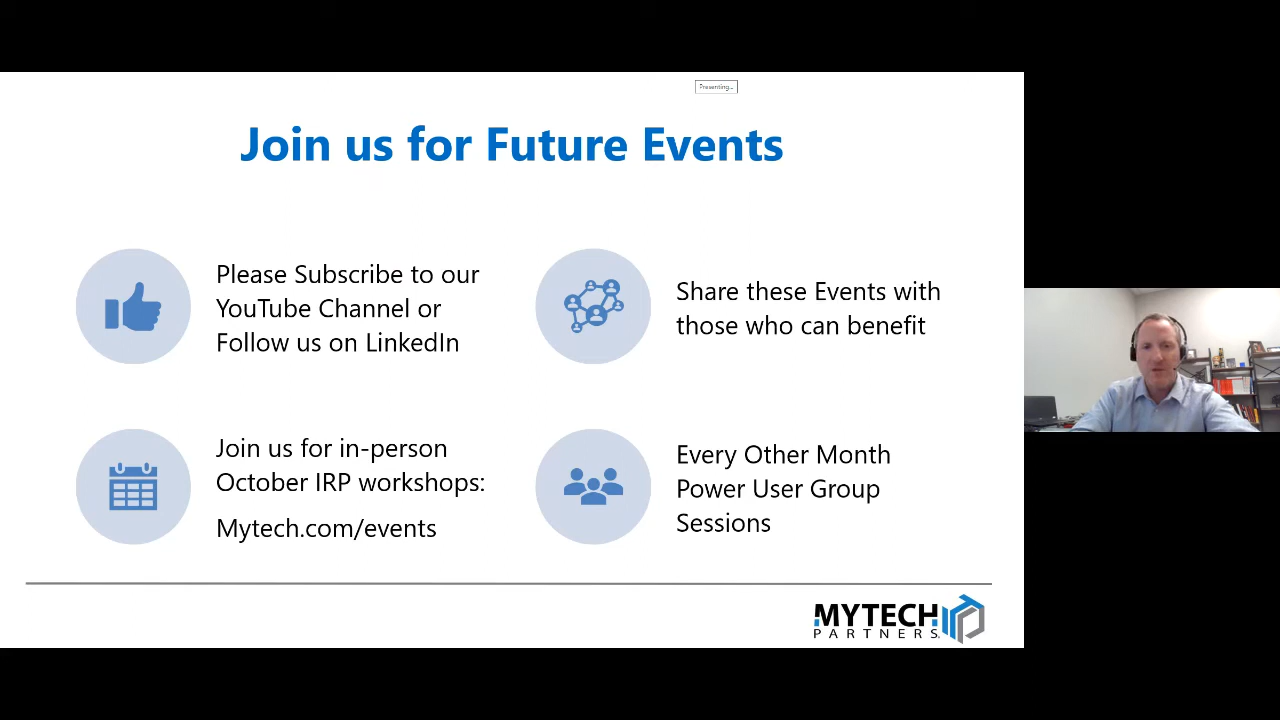 Presenting...
Join us for Future Events
Please Subscribe to our
YouTube Channel or
Follow us on LinkedIn
Share these Events with
those who can benefit
Join us for in-person
October IRP workshops:
Mytech.com/events
Every Other Month
Power User Group
Sessions
MYTECH
PARTNERS